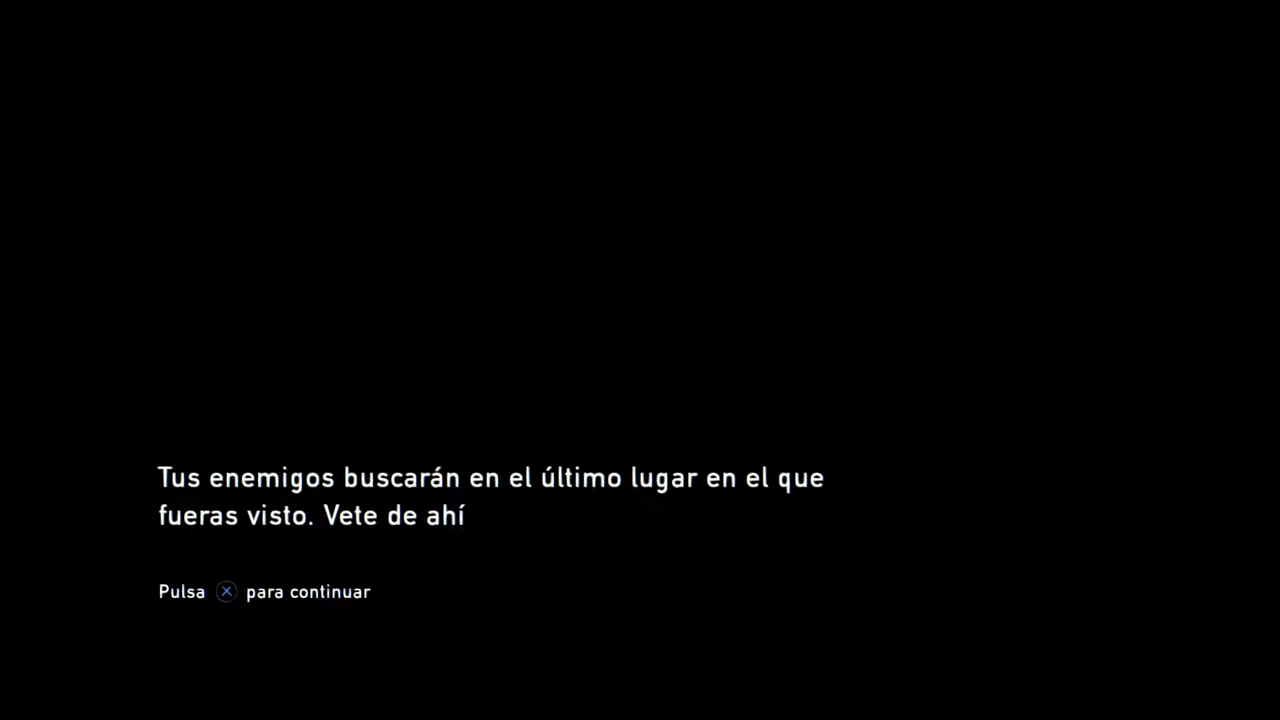 Tus enemigos buscarán en el último lugar en el que
fueras visto. Vete de ahí
Pulsa ⓧ para continuar